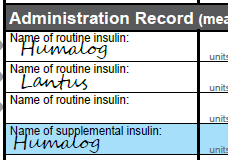 Administration Record (mea
Name of routine insulin:
Humalog
units
Name of routine insulin:
Lantus
units
Name of routine insulin:
units
Name of supplemental insulin:
Humalog
units